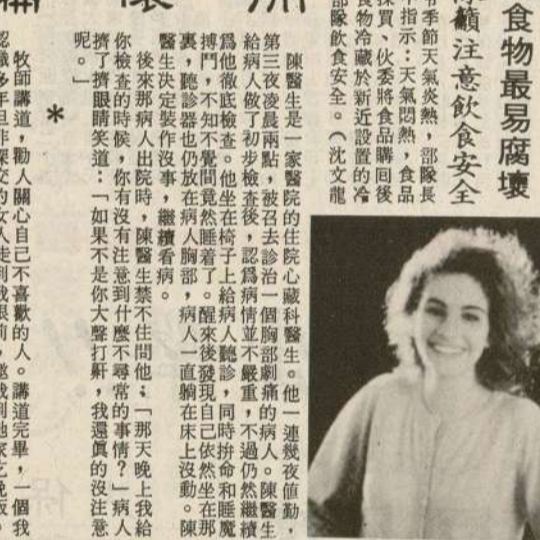 食物最易腐壞
籲注意飲食安全
季節天氣炎熱，部隊長
指示：天氣悶熱，食品
採買、伙委將食品購囘後
食物冷藏於新近設置的冷
部隊飲食安全。（沈文龍
陳醫生是一家醫院的住院心藏科醫生。他一連幾夜值勤，
第三夜凌晨兩點，被召去診治一個胸部劇痛的病人。陳醫生
給病人做了初步檢查後，認爲病情並不嚴重，不過仍然繼續
爲他徹底檢查。他坐在椅子上給病人聽診，同時拚命和睡魔
搏鬥，不知不覺間竟然睡着了。醒來後發現自己依然坐在那
裏，聽診器也仍放在病人胸部，病人一直躺在床上沒動。陳
醫生決定裝作沒事，繼續看病。
後來那病人出院時，陳醫生禁不住問他：「那天晚上我給
你檢查的時候，你有沒有注意到什麼不尋常的事情？」病人
擠了擠眼睛笑道：「如果不是你大聲打鼾，我還眞的沒注意
呢。」
＊
牧師講道，勸人關心自己不喜歡的人。講道完畢，一個我